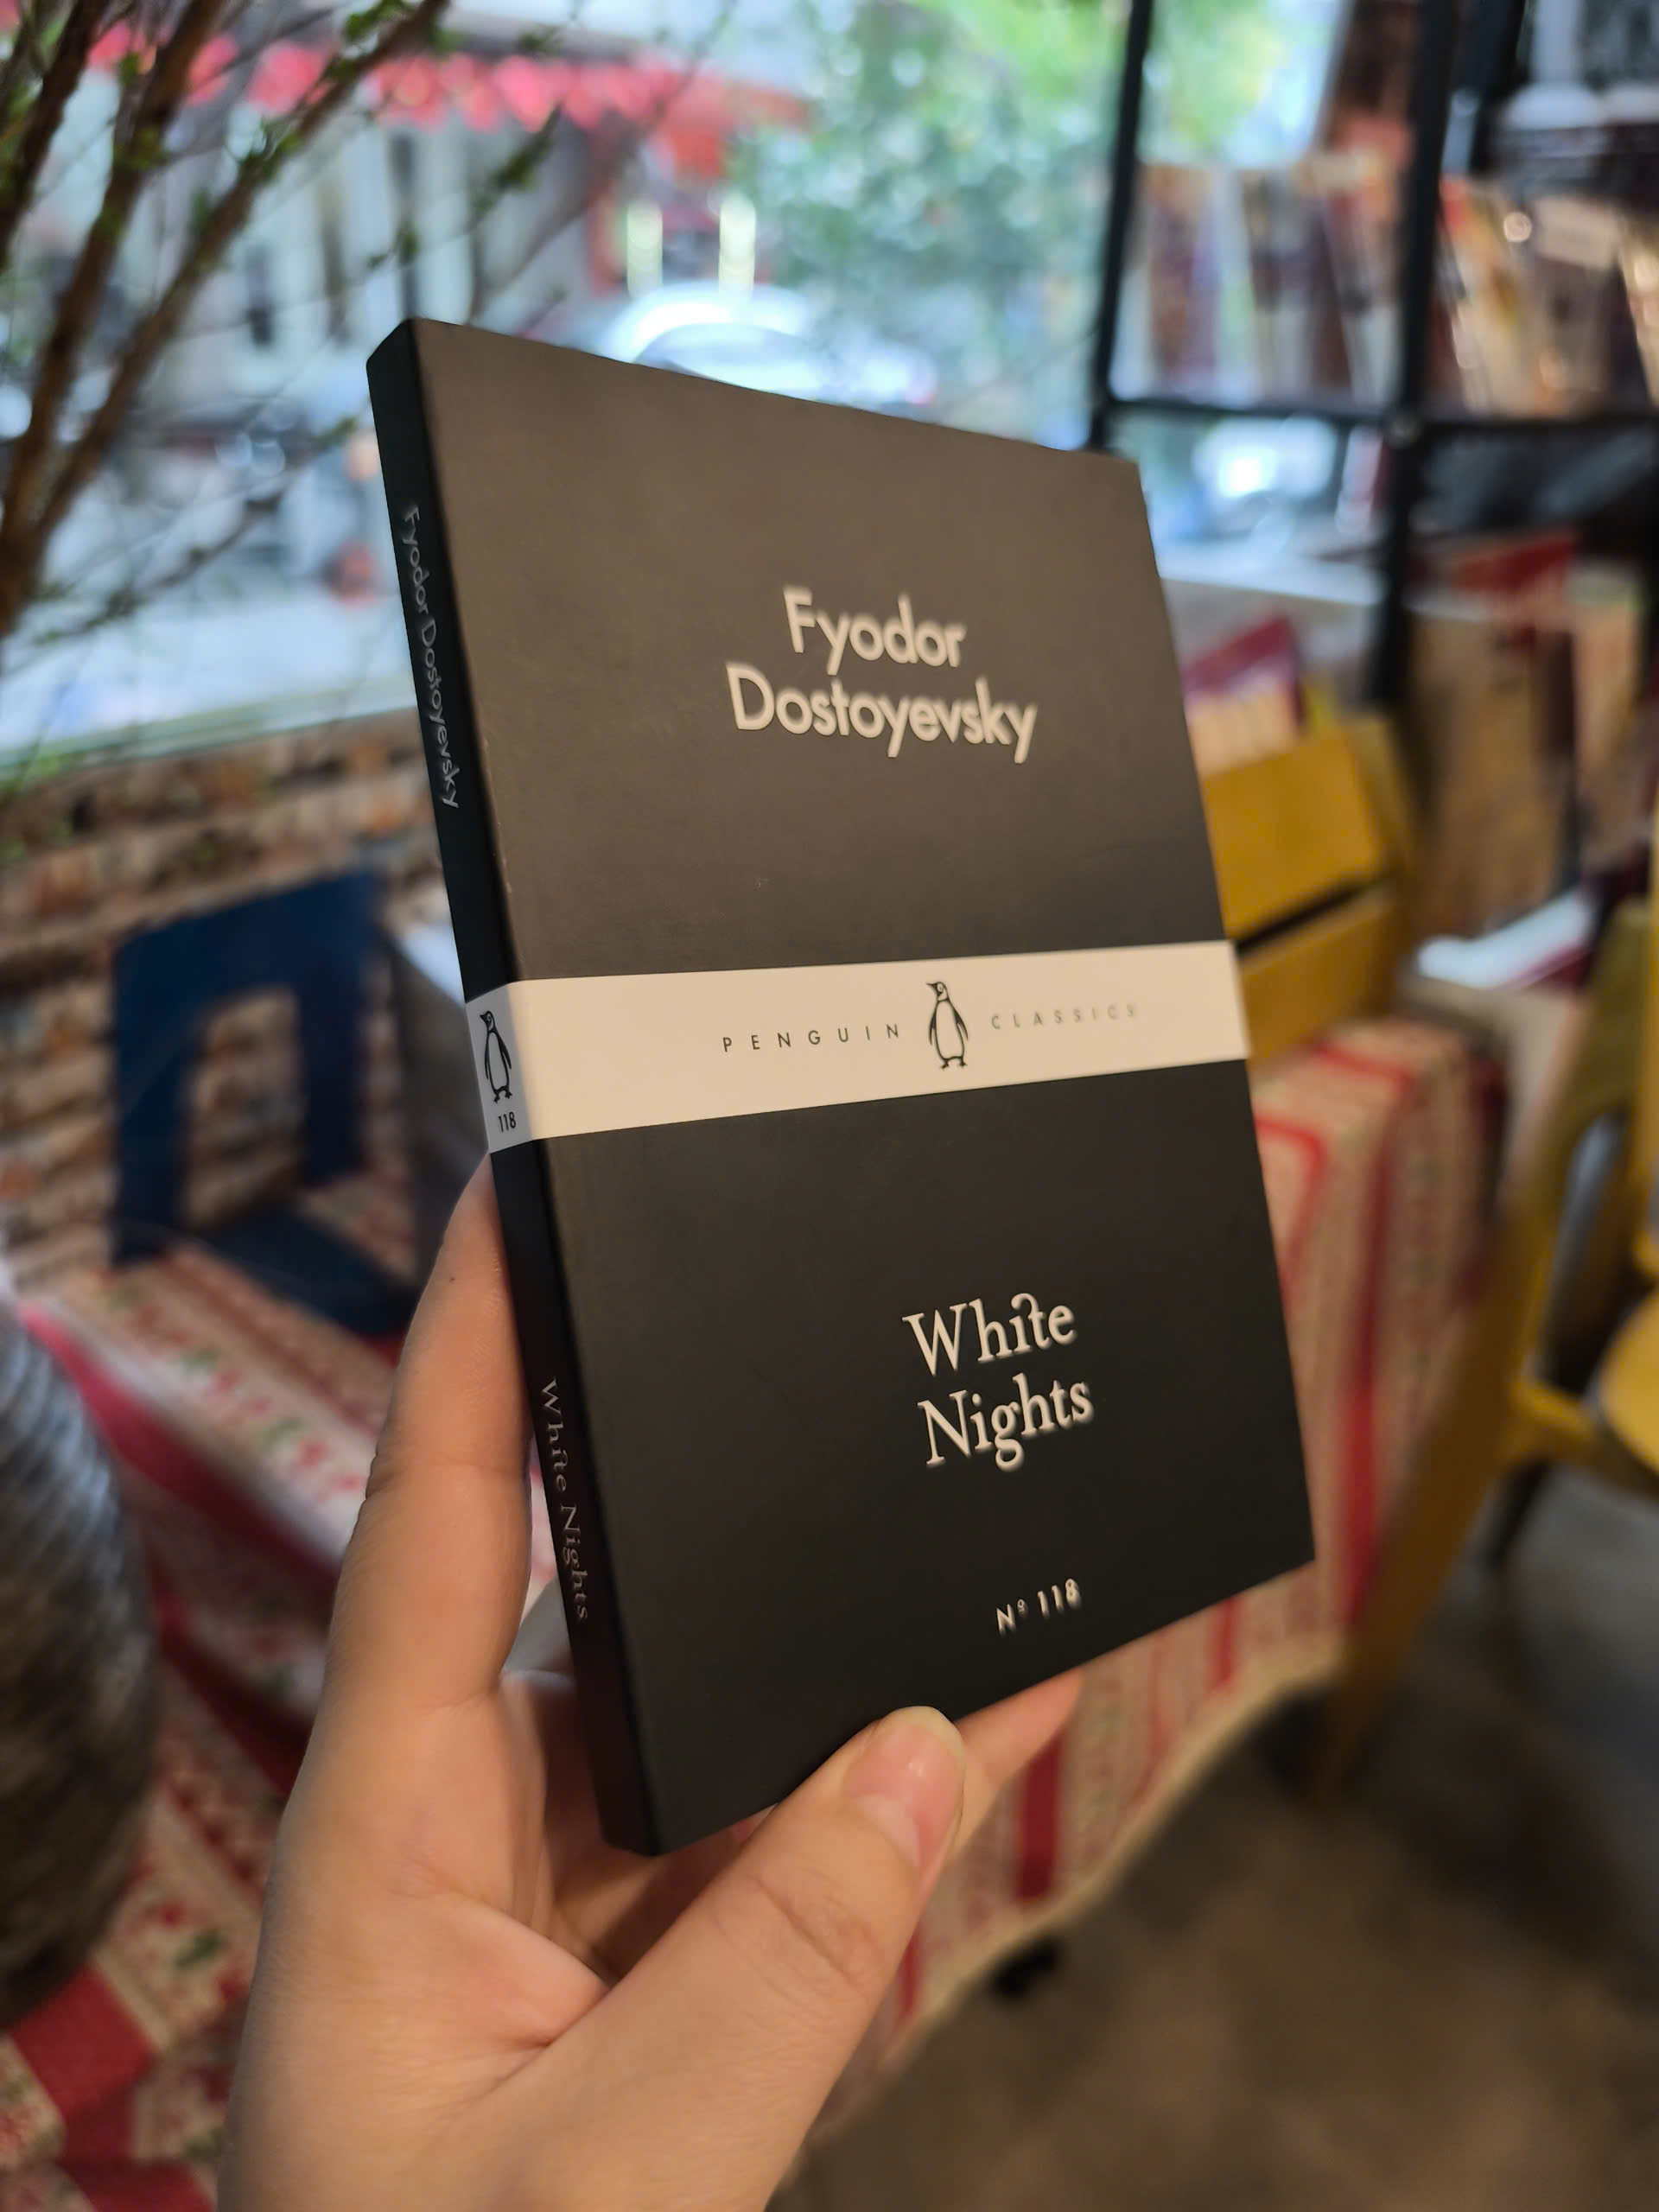 Fyodor
Dostoyevsky
PENGUIN CLASSICS
White
Nights
Nº 118
Fyodor Dostoyevsky
118
White Nights